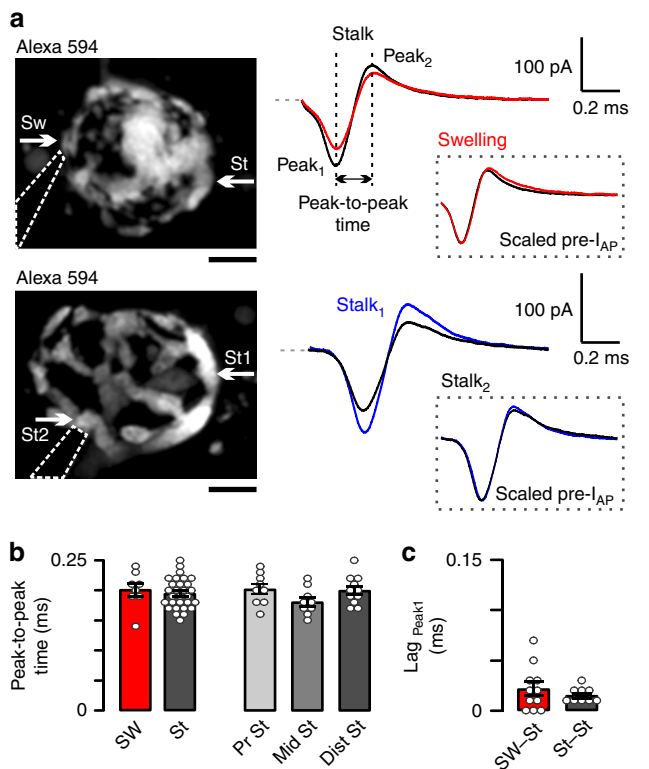 a
Alexa 594
Sw
St
Stalk
Peak2
Peak1
Peak-to-peak
time
100 pA
0.2 ms
Swelling
Scaled pre-IAP
Alexa 594
St1
St2
Stalk1
100 pA
0.2 ms
Stalk2
Scaled pre-IAP
b
Peak-to-peak
time (ms)
0.25
0
SW
St
Pr St
Mid St
Dist St
c
Lag Peak1
(ms)
0.15
0
SW–St
St–St